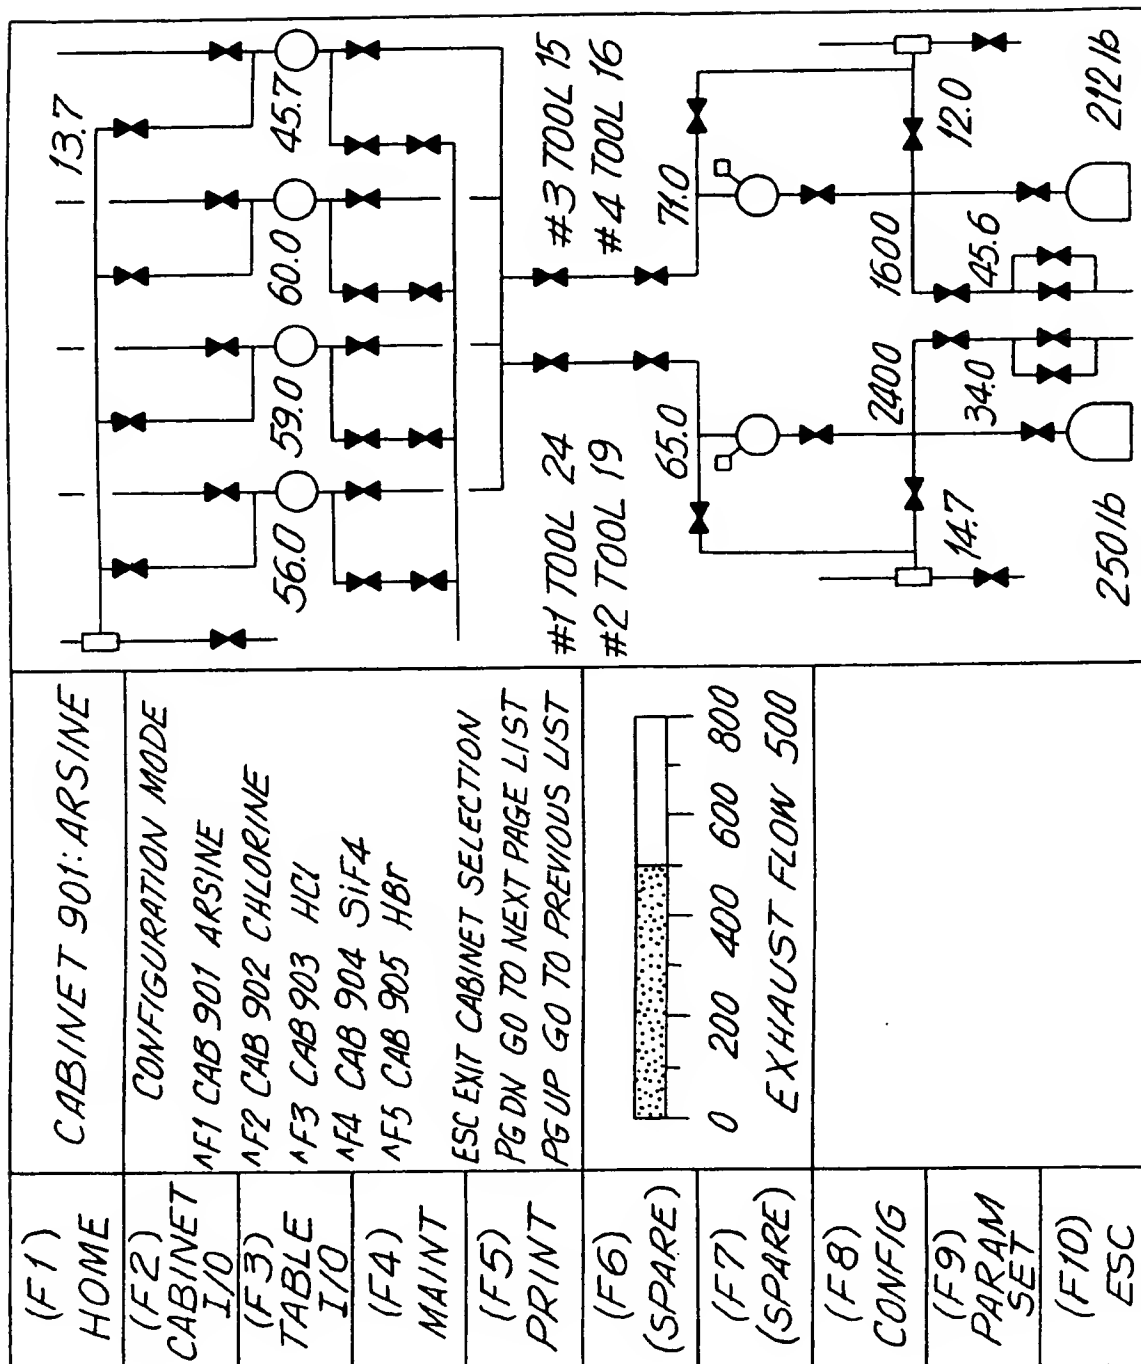 (F1)
HOME
(F2)
CABINET
I/O
(F3)
TABLE
I/O
(F4)
MAINT
(F5)
PRINT
(F6)
(SPARE)
(F7)
(SPARE)
(F8)
CONFIG
(F9)
PARAM
SET
(F10)
ESC
CABINET 901: ARSINE
CONFIGURATION MODE
^F1 CAB 901 ARSINE
^F2 CAB 902 CHLORINE
^F3 CAB 903 HCl
^F4 CAB 904 SiF4
^F5 CAB 905 HBr
ESC EXIT CABINET SELECTION
PG DN GO TO NEXT PAGE LIST
PG UP GO TO PREVIOUS LIST
0 200 400 600 800
EXHAUST FLOW 500
13.7
56.0 59.0 60.0 45.7
#1 TOOL 24
#2 TOOL 19
#3 TOOL 15
#4 TOOL 16
65.0 71.0
2400 1600
14.7 34.0 45.6 12.0
250 lb 212 lb